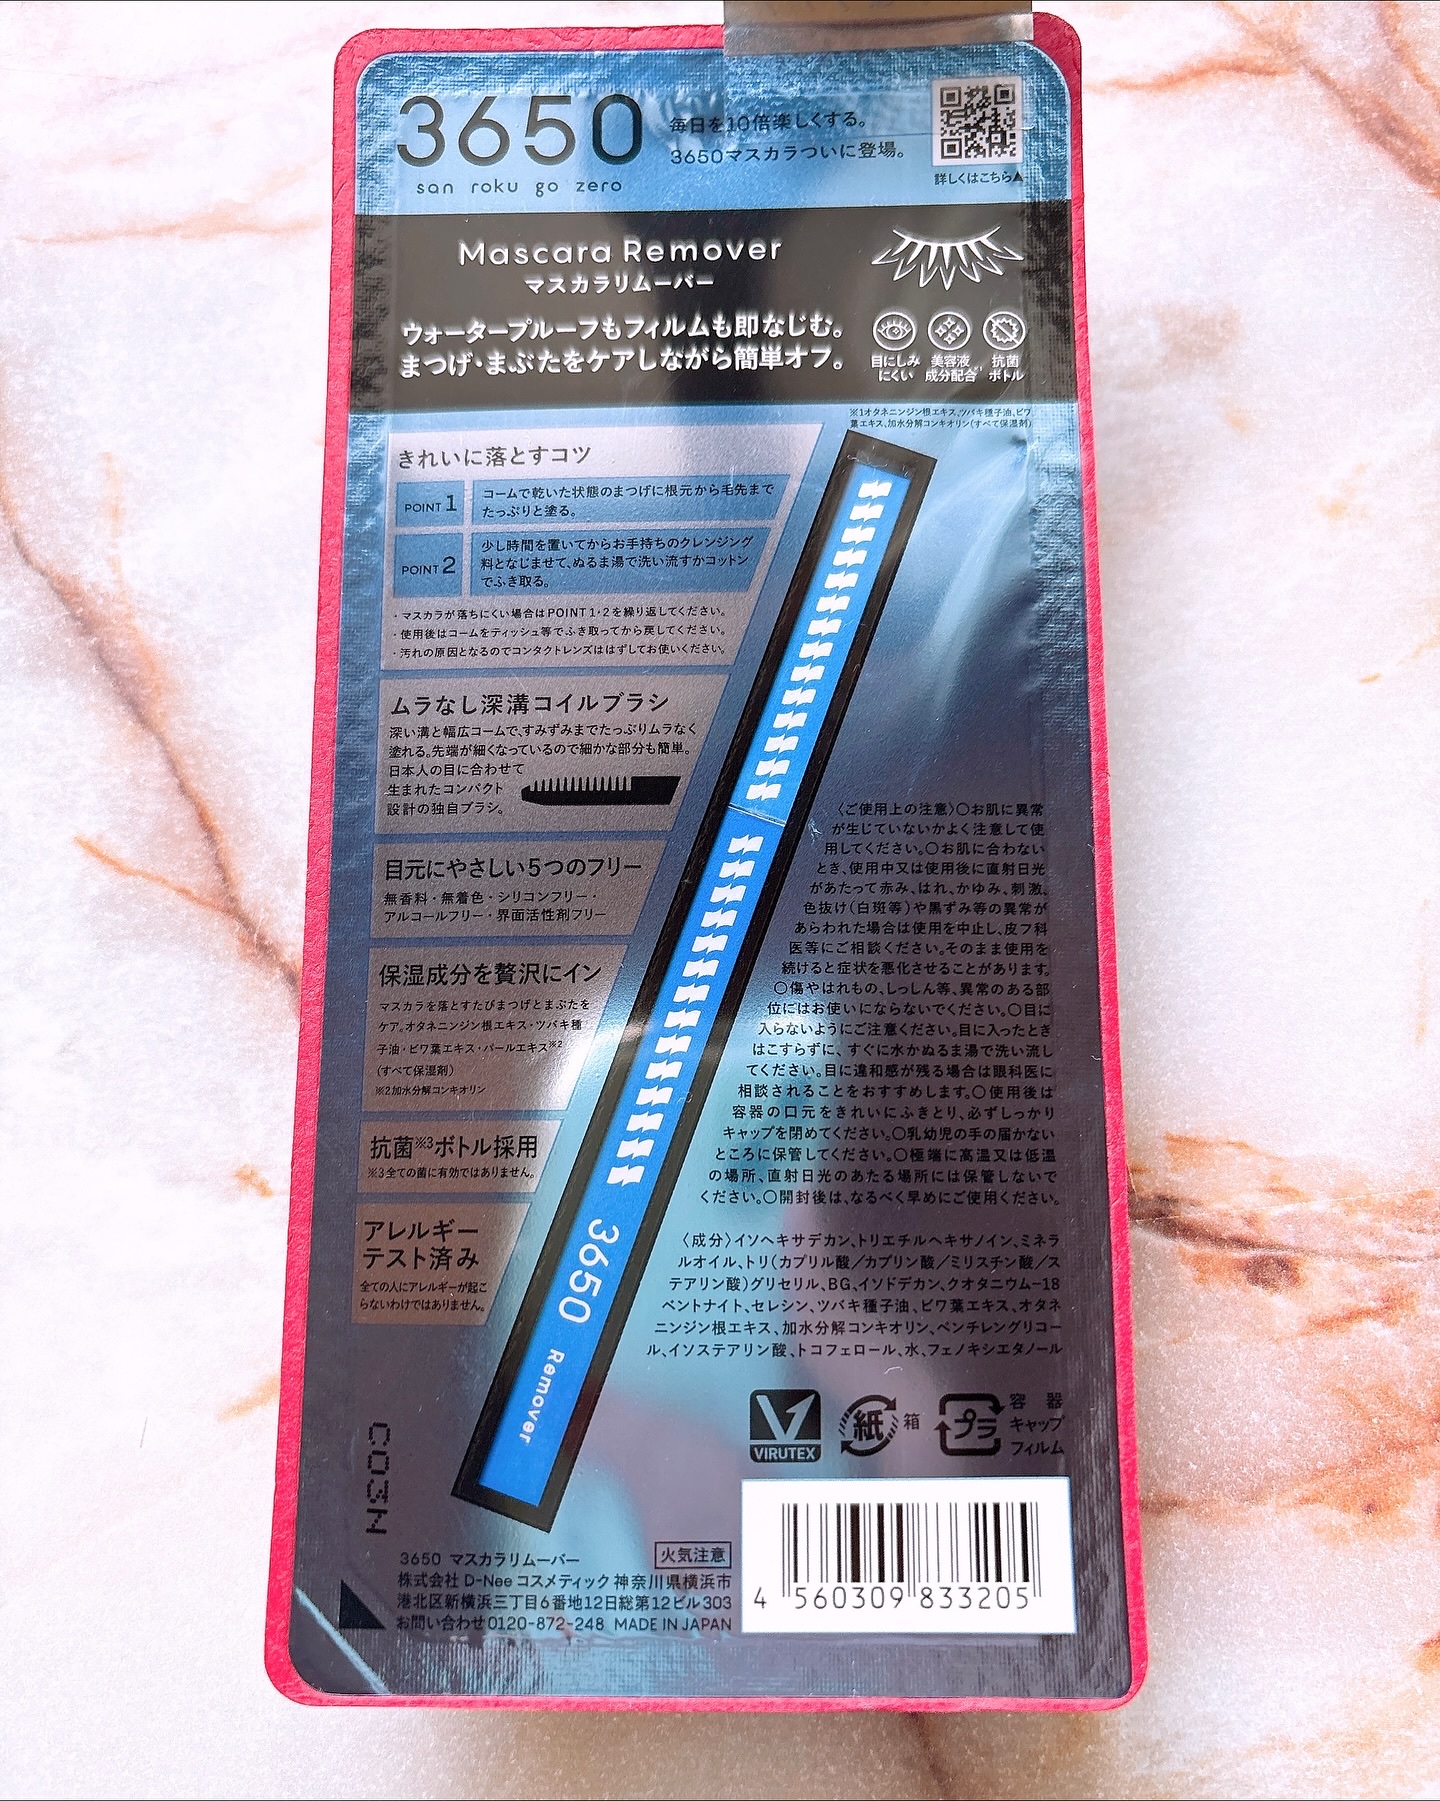 3650
san roku go zero
毎日を10倍楽しくする。
3650マスカラついに登場。
詳しくはこちら▲
Mascara Remover
マスカラリムーバー
ウォータープルーフもフィルムも即なじむ。
まつげ・まぶたをケアしながら簡単オフ。
目にしみ
にくい
美容液
成分配合※1
抗菌
ボトル
※1オタネニンジン根エキス、ツバキ種子油、ビワ
葉エキス、加水分解コンキオリン(すべて保湿剤)
きれいに落とすコツ
POINT 1
コームで乾いた状態のまつげに根元から毛先まで
たっぷりと塗る。
POINT 2
少し時間を置いてからお手持ちのクレンジング
料となじませて、ぬるま湯で洗い流すかコットン
でふき取る。
・マスカラが落ちにくい場合はPOINT1・2を繰り返してください。
・使用後はコームをティッシュ等でふき取ってから戻してください。
・汚れの原因となるのでコンタクトレンズははずしてお使いください。
ムラなし深溝コイルブラシ
深い溝と幅広コームで、すみずみまでたっぷりムラなく
塗れる。先端が細くなっているので細かな部分も簡単。
日本人の目に合わせて
生まれたコンパクト
設計の独自ブラシ。
目元にやさしい5つのフリー
無香料・無着色・シリコンフリー・
アルコールフリー・界面活性剤フリー
保湿成分を贅沢にイン
マスカラを落とすたびまつげとまぶたを
ケア。オタネニンジン根エキス・ツバキ種
子油・ビワ葉エキス・パールエキス※2
(すべて保湿剤)
※2加水分解コンキオリン
抗菌※3ボトル採用
※3全ての菌に有効ではありません。
アレルギー
テスト済み
全ての人にアレルギーが起こ
らないわけではありません。
3650 Remover
〈ご使用上の注意〉○お肌に異常
が生じていないかよく注意して使
用してください。○お肌に合わない
とき、使用中又は使用後に直射日光
があたって赤み、はれ、かゆみ、刺激、
色抜け(白斑等)や黒ずみ等の異常が
あらわれた場合は使用を中止し、皮フ科
医等にご相談ください。そのまま使用を
続けると症状を悪化させることがあります。
○傷やはれもの、しっしん等、異常のある部
位にはお使いにならないでください。○目に
入らないようにご注意ください。目に入ったとき
はこすらずに、すぐに水かぬるま湯で洗い流し
てください。目に違和感が残る場合は眼科医に
相談されることをおすすめします。○使用後は
容器の口元をきれいにふきとり、必ずしっかり
キャップを閉めてください。○乳幼児の手の届かない
ところに保管してください。○極端に高温又は低温
の場所、直射日光のあたる場所には保管しないで
ください。○開封後は、なるべく早めにご使用ください。
〈成分〉イソヘキサデカン、トリエチルヘキサノイン、ミネラ
ルオイル、トリ(カプリル酸／カプリン酸／ミリスチン酸／ス
テアリン酸)グリセリル、BG、イソドデカン、クオタニウム-18
ベントナイト、セレシン、ツバキ種子油、ビワ葉エキス、オタネ
ニンジン根エキス、加水分解コンキオリン、ペンチレングリコー
ル、イソステアリン酸、トコフェロール、水、フェノキシエタノール
VIRUTEX
紙
箱
プラ
容器
キャップ
フィルム
3650 マスカラリムーバー
火気注意
株式会社 D-Nee コスメティック 神奈川県横浜市
港北区新横浜三丁目6番地12日総第12ビル303
お問い合わせ0120-872-248 MADE IN JAPAN
4 560309 833205